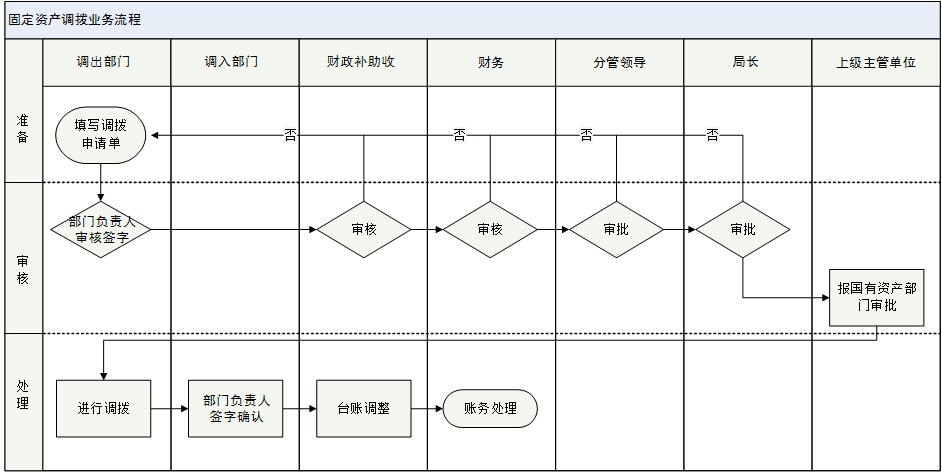 固定资产调拨业务流程
调出部门
调入部门
财政补助收
财务
分管领导
局长
上级主管单位
准备
填写调拨
申请单
否
否
否
否
审核
部门负责人
审核签字
审核
审核
审批
审批
报国有资产部
门审批
处理
进行调拨
部门负责人
签字确认
台账调整
账务处理